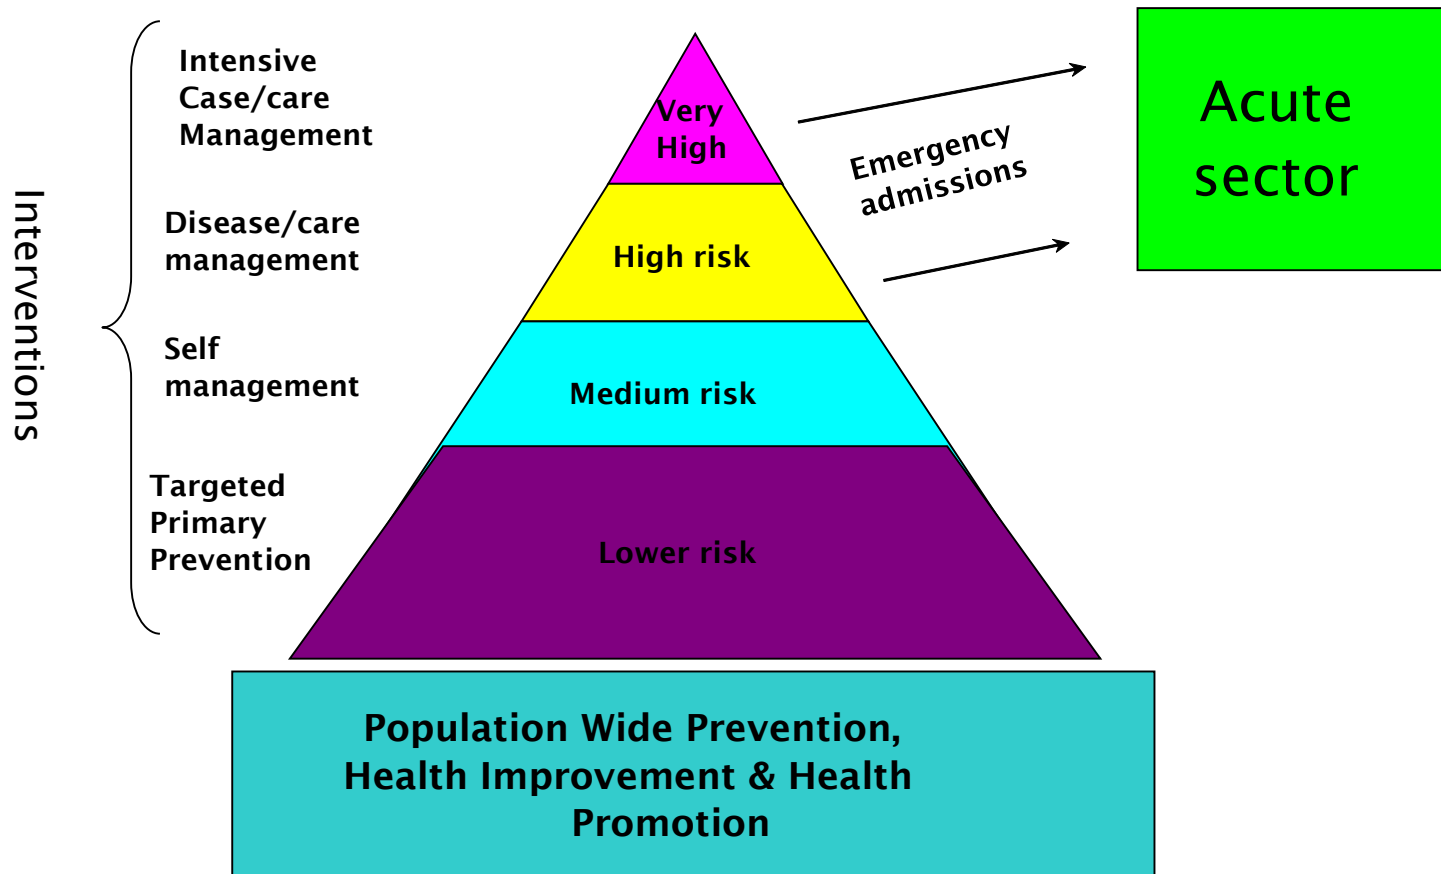 Interventions
Intensive
Case/care
Management
Disease/care
management
Self
management
Targeted
Primary
Prevention
Very
High
High risk
Medium risk
Lower risk
Emergency
admissions
Acute
sector
Population Wide Prevention,
Health Improvement & Health
Promotion